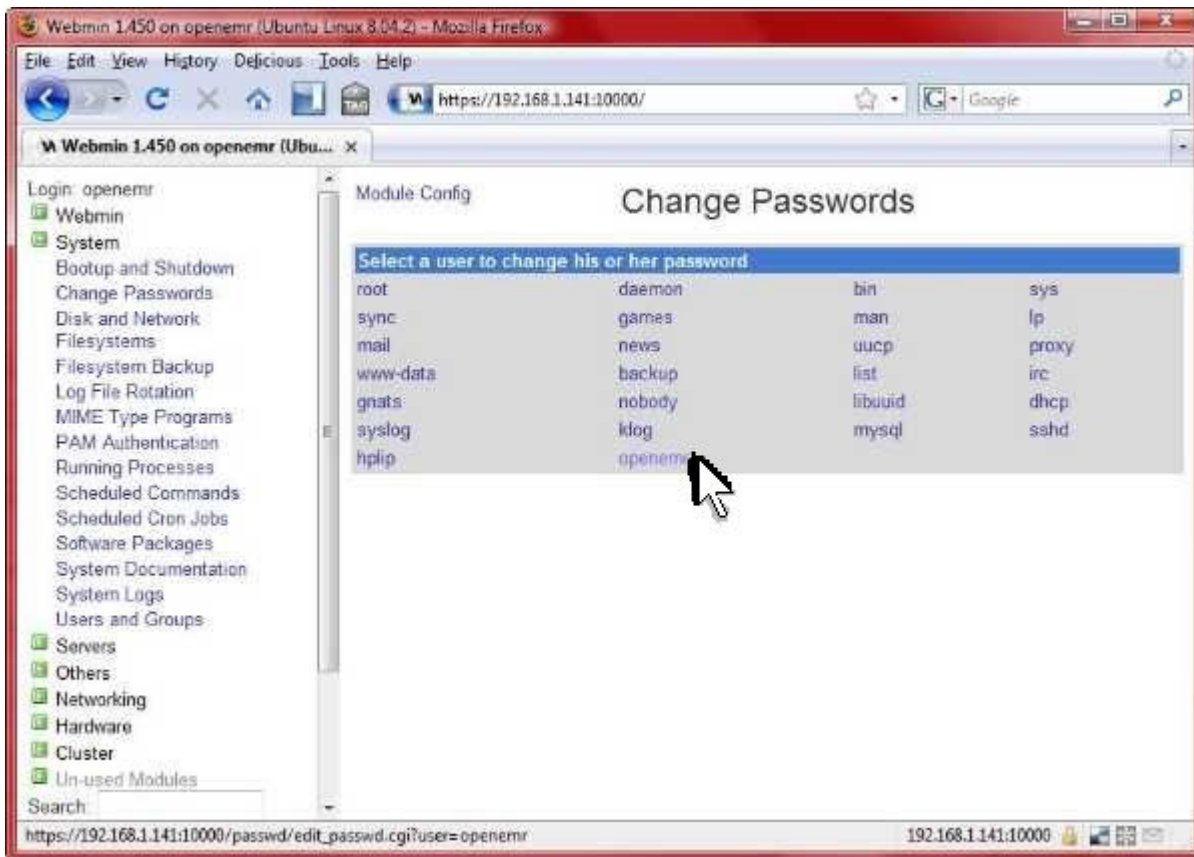 Webmin 1.450 on openemr (Ubuntu Linux 8.04.2) - Mozilla Firefox
File Edit View History Delicious Tools Help
TAG https://192.168.1.141:10000/ G Google
Webmin 1.450 on openemr (Ubu...
Login: openemr
Webmin
System
Bootup and Shutdown
Change Passwords
Disk and Network
Filesystems
Filesystem Backup
Log File Rotation
MIME Type Programs
PAM Authentication
Running Processes
Scheduled Commands
Scheduled Cron Jobs
Software Packages
System Documentation
System Logs
Users and Groups
Servers
Others
Networking
Hardware
Cluster
Un-used Modules
Search:
Module Config
Change Passwords
Select a user to change his or her password
root daemon bin sys
sync games man lp
mail news uucp proxy
www-data backup list irc
gnats nobody libuuid dhcp
syslog klog mysql sshd
hplip openemr
https://192.168.1.141:10000/passwd/edit_passwd.cgi?user=openemr 192.168.1.141:10000